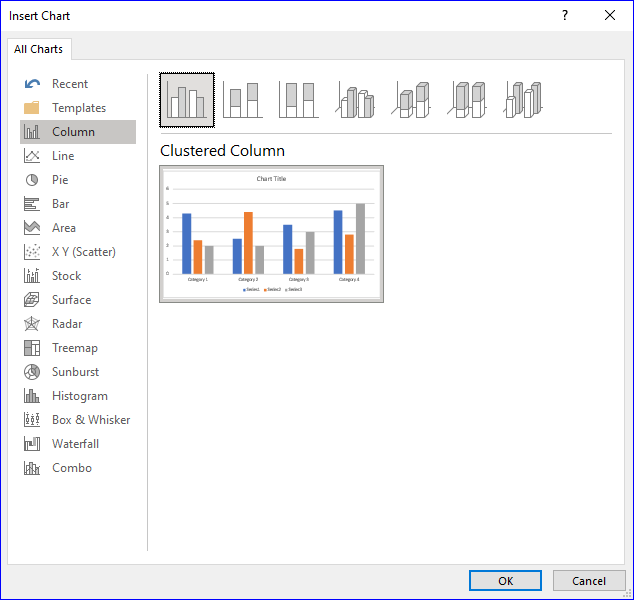 Insert Chart
?
All Charts
Recent
Templates
Column
Line
Pie
Bar
Area
X Y (Scatter)
Stock
Surface
Radar
Treemap
Sunburst
Histogram
Box & Whisker
Waterfall
Combo
Clustered Column
Chart Title
6
5
4
3
2
1
0
Category 1 Category 2 Category 3 Category 4
Series1 Series2 Series3
OK Cancel